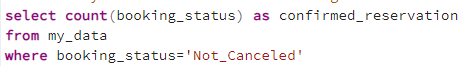 select count(booking_status) as confirmed_reservation
from my_data
where booking_status='Not_Canceled'